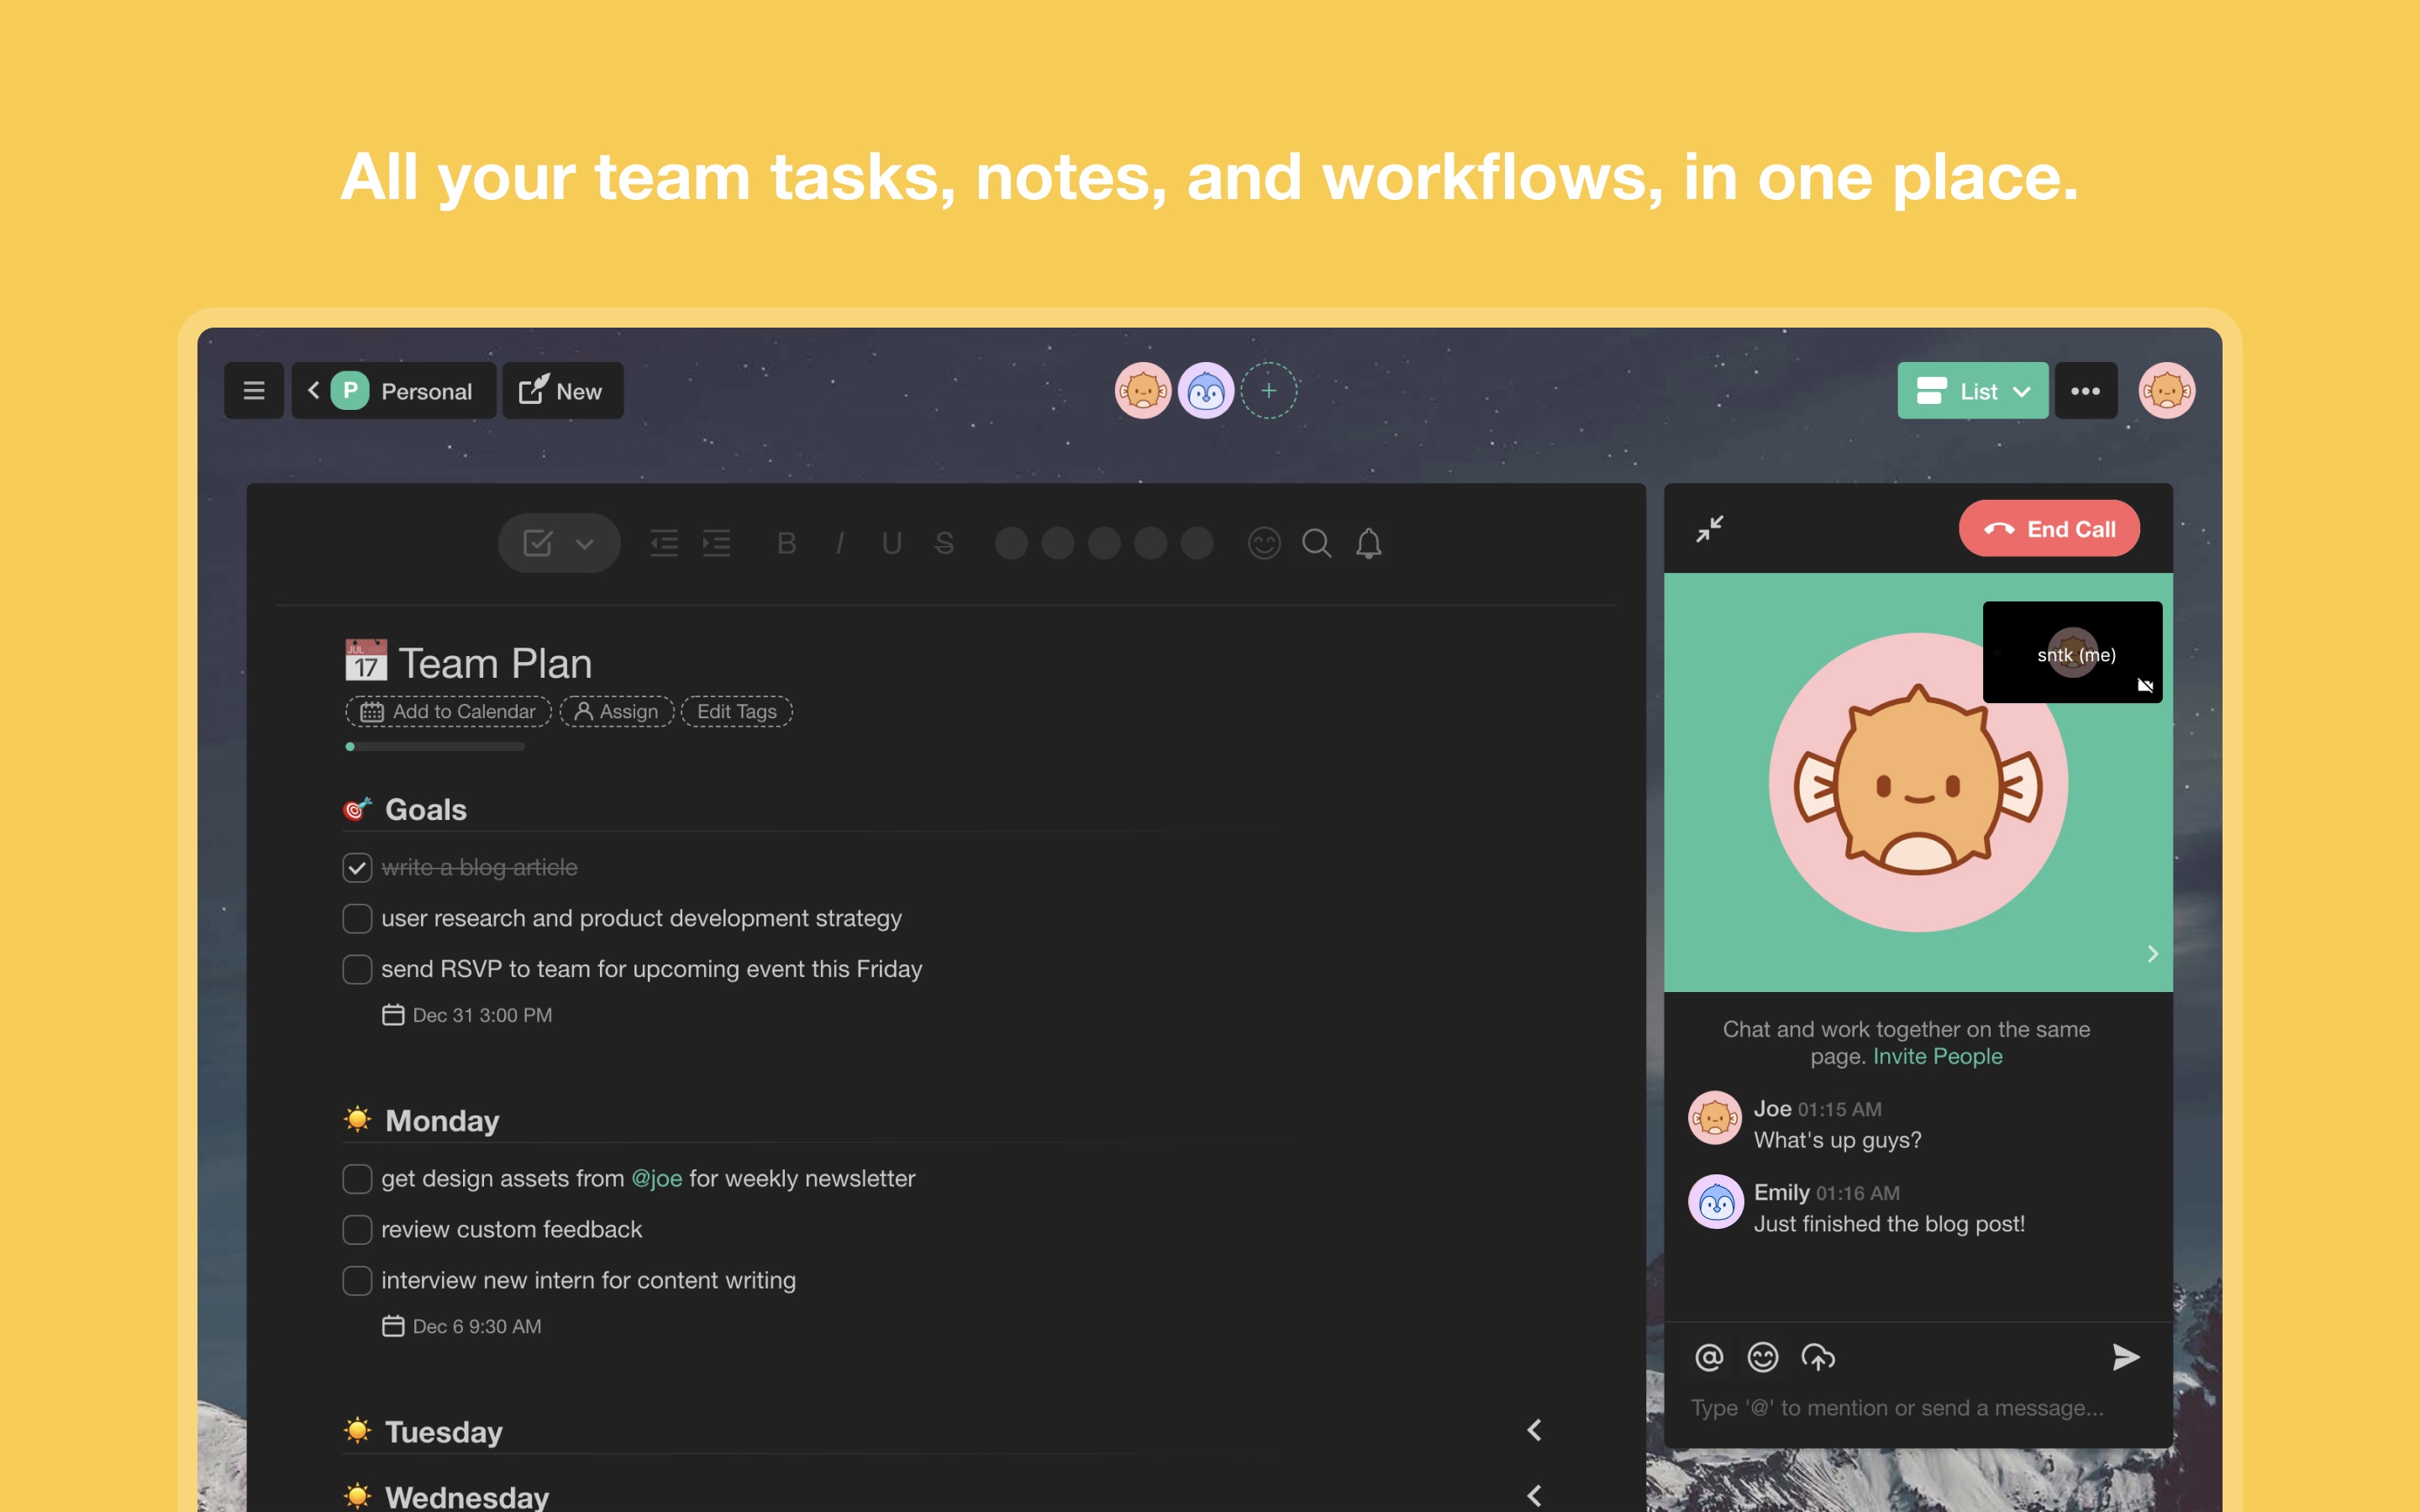 All your team tasks, notes, and workflows, in one place.
P Personal
New
List
B I U S
End Call
JUL
17
Team Plan
Add to Calendar
Assign
Edit Tags
Goals
write a blog article
user research and product development strategy
send RSVP to team for upcoming event this Friday
Dec 31 3:00 PM
Monday
get design assets from @joe for weekly newsletter
review custom feedback
interview new intern for content writing
Dec 6 9:30 AM
Tuesday
Wednesday
sntk (me)
Chat and work together on the same
page. Invite People
Joe 01:15 AM
What's up guys?
Emily 01:16 AM
Just finished the blog post!
Type '@' to mention or send a message...